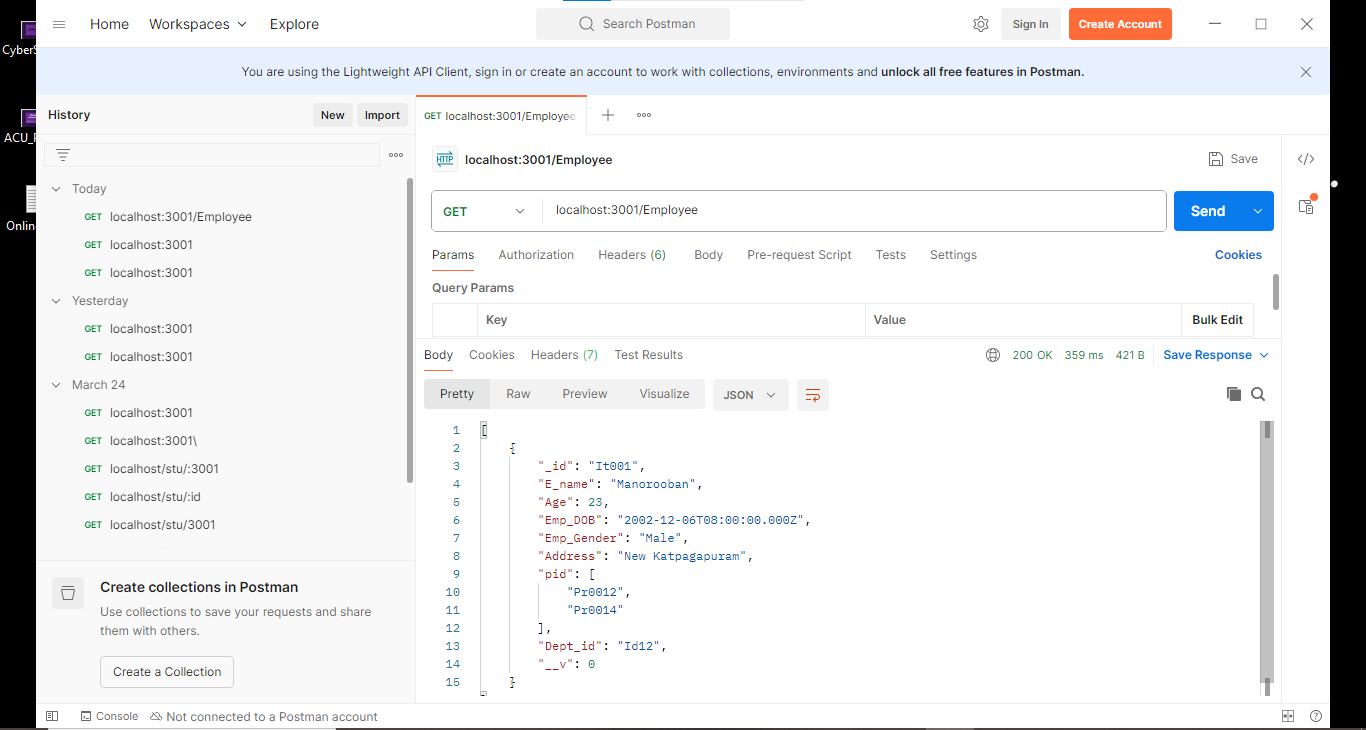 Home Workspaces Explore Search Postman Sign In Create Account
You are using the Lightweight API Client, sign in or create an account to work with collections, environments and unlock all free features in Postman.
History New Import
GET localhost:3001/Employee
HTTP localhost:3001/Employee Save
GET localhost:3001/Employee Send
Params Authorization Headers (6) Body Pre-request Script Tests Settings Cookies
Query Params
Key Value Bulk Edit
Today
GET localhost:3001/Employee
GET localhost:3001
GET localhost:3001
Yesterday
GET localhost:3001
GET localhost:3001
March 24
GET localhost:3001
GET localhost:3001\
GET localhost/stu/:3001
GET localhost/stu/:id
GET localhost/stu/3001
Create collections in Postman
Use collections to save your requests and share
them with others.
Create a Collection
Body Cookies Headers (7) Test Results 200 OK 359 ms 421 B Save Response
Pretty Raw Preview Visualize JSON
1 [
2 {
3 "_id": "It001",
4 "E_name": "Manorooban",
5 "Age": 23,
6 "Emp_DOB": "2002-12-06T08:00:00.000Z",
7 "Emp_Gender": "Male",
8 "Address": "New Katpagapuram",
9 "pid": [
10 "Pr0012",
11 "Pr0014"
12 ],
13 "Dept_id": "Id12",
14 "__v": 0
15 }
Console Not connected to a Postman account